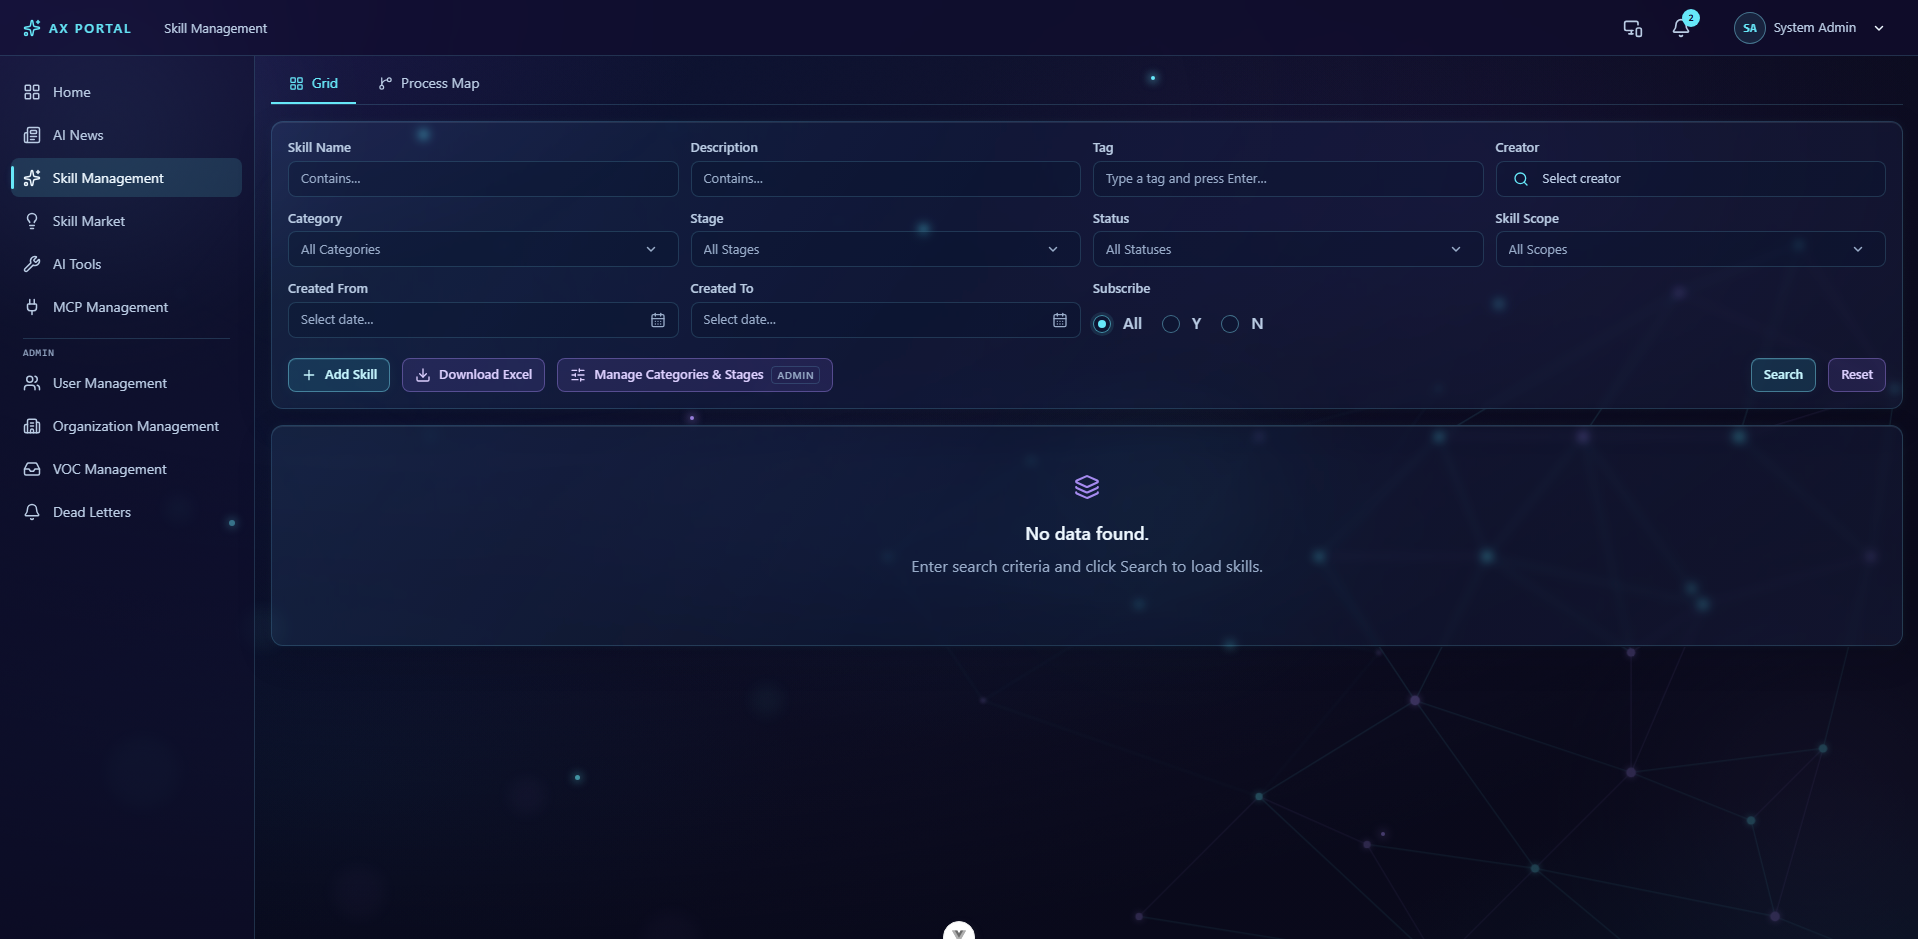 AX PORTAL
Skill Management
2
SA
System Admin
Home
AI News
Skill Management
Skill Market
AI Tools
MCP Management
ADMIN
User Management
Organization Management
VOC Management
Dead Letters
Grid
Process Map
Skill Name
Description
Tag
Creator
Contains...
Contains...
Type a tag and press Enter...
Select creator
Category
Stage
Status
Skill Scope
All Categories
All Stages
All Statuses
All Scopes
Created From
Created To
Subscribe
Select date...
Select date...
All
Y
N
Add Skill
Download Excel
Manage Categories & Stages ADMIN
Search
Reset
No data found.
Enter search criteria and click Search to load skills.